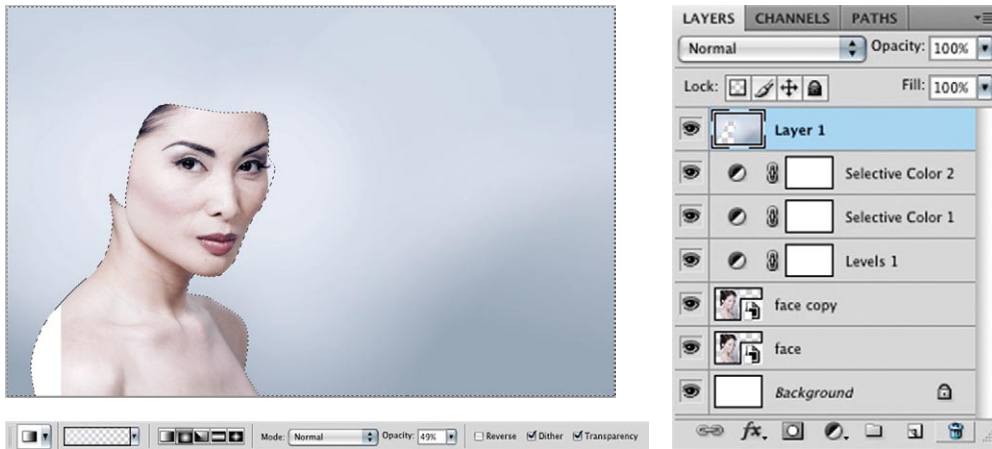 LAYERS CHANNELS PATHS
Normal Opacity: 100%
Lock: Fill: 100%
Layer 1
Selective Color 2
Selective Color 1
Levels 1
face copy
face
Background
fx.
Mode: Normal Opacity: 49% Reverse Dither Transparency